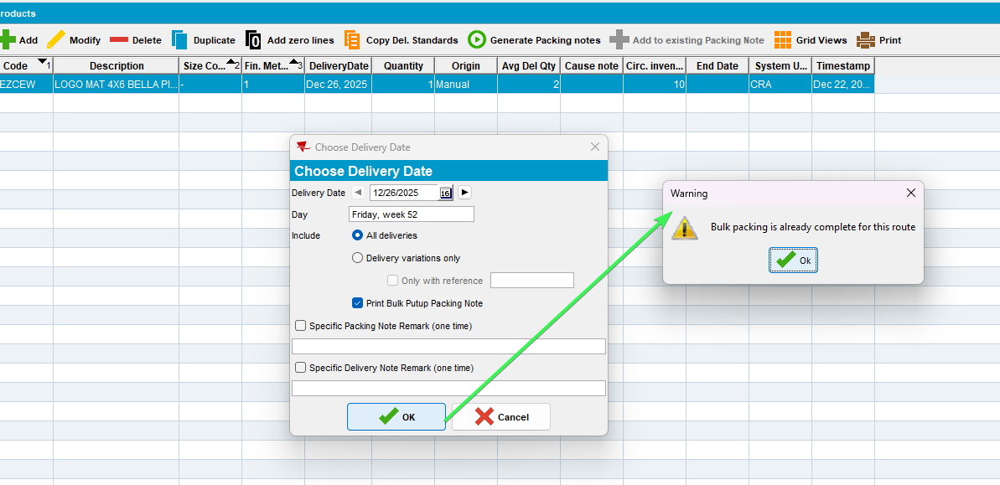 roducts
Add Modify Delete Duplicate 0 Add zero lines Copy Del. Standards Generate Packing notes Add to existing Packing Note Grid Views Print
Code 1 Description Size Co... 2 Fin. Met... 3 DeliveryDate Quantity Origin Avg Del Qty Cause note Circ. inven... End Date System U... Timestamp
EZCEW LOGO MAT 4X6 BELLA PI... - 1 Dec 26, 2025 1 Manual 2 10 CRA Dec 22, 20...
Choose Delivery Date
Choose Delivery Date
Delivery Date 12/26/2025 16
Day Friday, week 52
Include All deliveries
Delivery variations only
Only with reference
Print Bulk Putup Packing Note
Specific Packing Note Remark (one time)
Specific Delivery Note Remark (one time)
OK Cancel
Warning
Bulk packing is already complete for this route
Ok